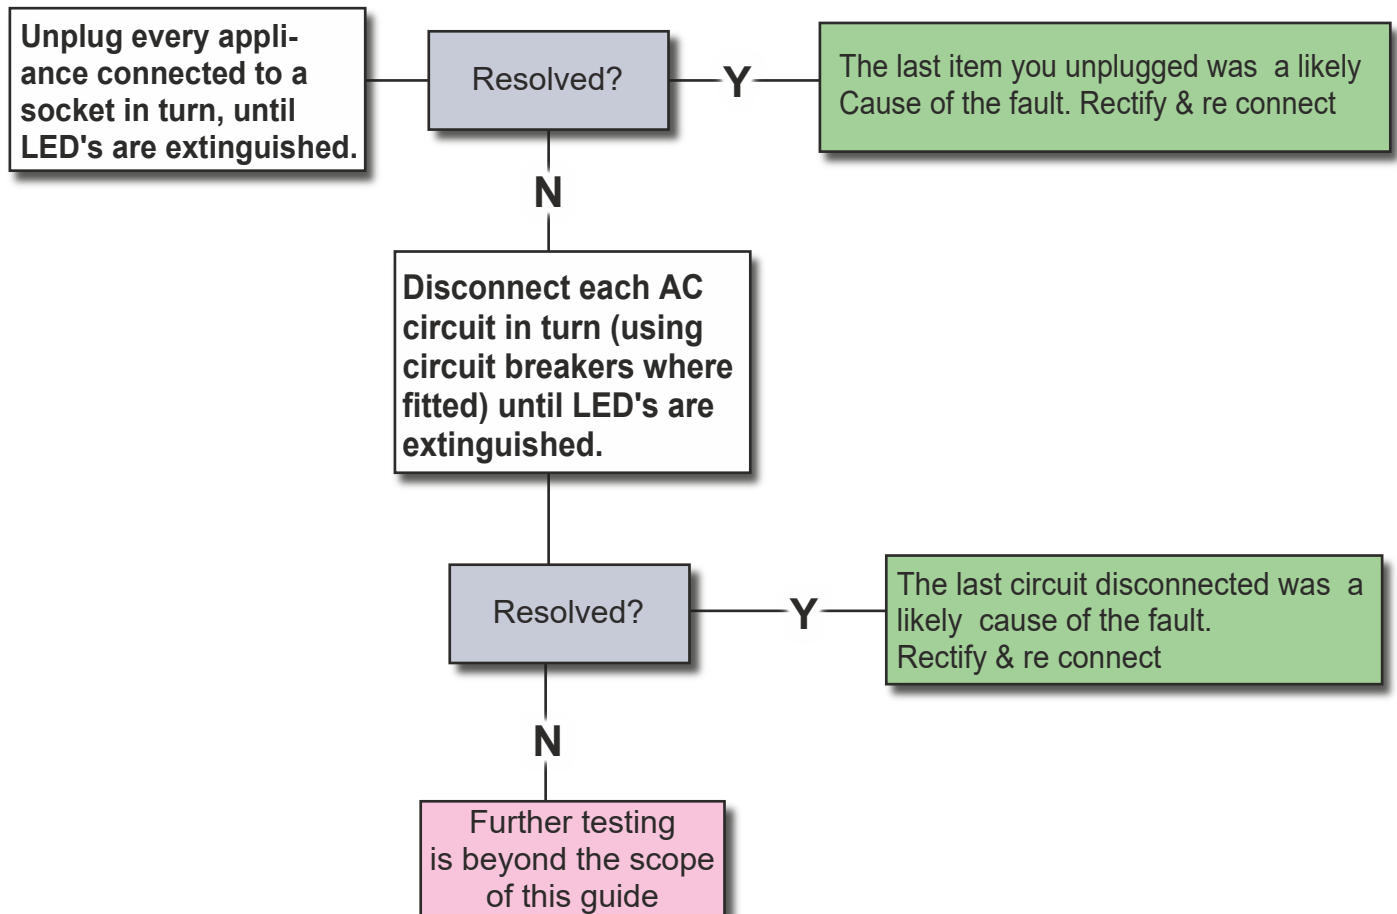 Unplug every appli-
ance connected to a
socket in turn, until
LED's are extinguished.
Resolved?
Y
The last item you unplugged was  a likely
Cause of the fault. Rectify & re connect
N
Disconnect each AC
circuit in turn (using
circuit breakers where
fitted) until LED's are
extinguished.
Resolved?
Y
The last circuit disconnected was  a
likely  cause of the fault.
Rectify & re connect
N
Further testing
is beyond the scope
of this guide